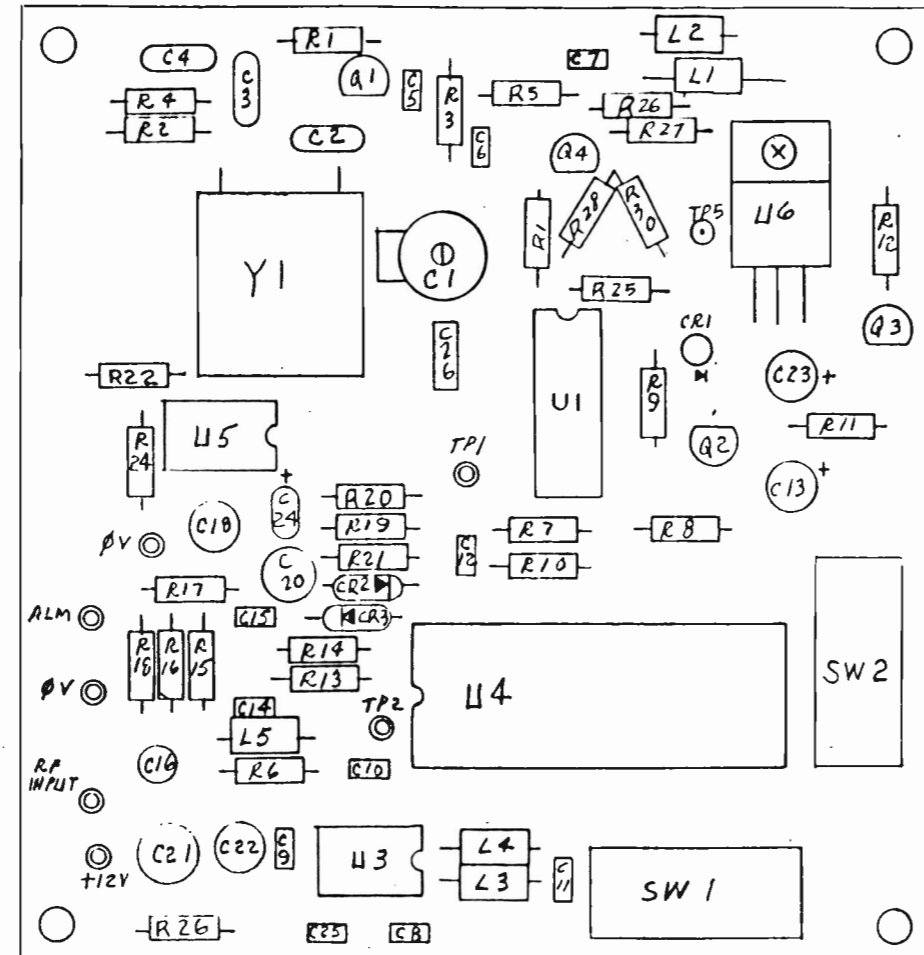 R1
L2
C4
C3
Q1
C5
C7
L1
R4
R3
R5
R26
R2
R27
C2
C6
Q4
R28
R30
TP5
U6
R12
R1
Y1
C1
R25
CR1
Q3
C26
R22
U1
R9
C23 +
U5
Q2
R11
R24
TP1
+
C24
R20
C13
+
C18
R19
R7
R8
ØV
R21
C12
R10
C20
CR2
R17
CR3
ALM
C15
R18
R16
R15
R14
U4
SW2
R13
ØV
C14
TP2
L5
C16
R6
C10
RF
INPUT
C21
C22
C9
U3
L4
+12V
L3
C11
SW1
R26
C25
C8